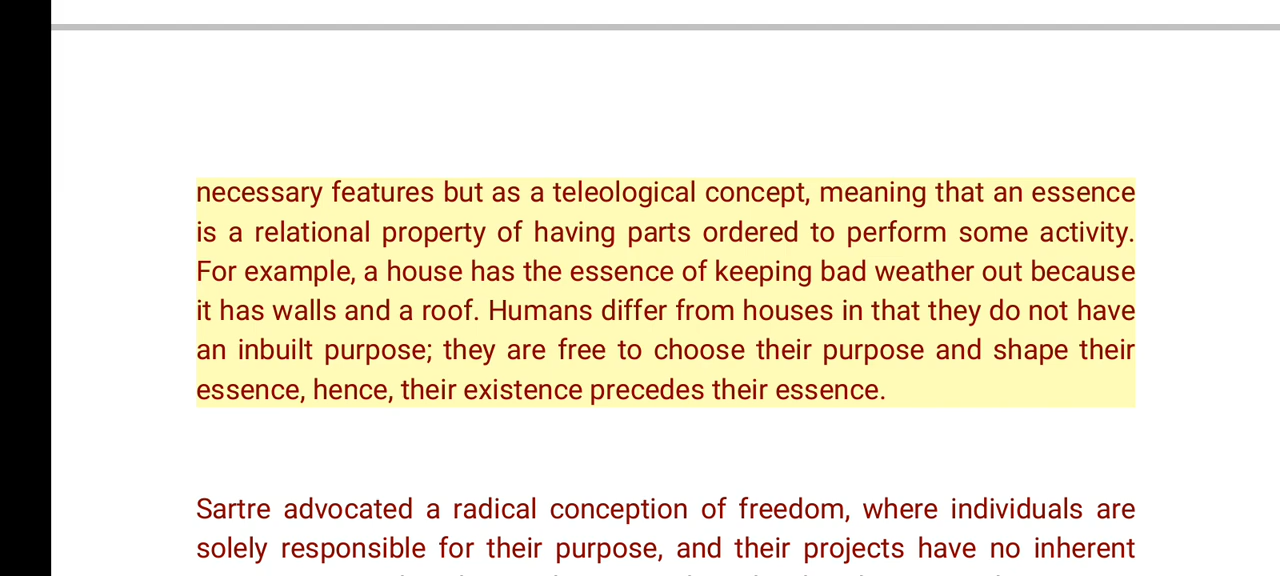 necessary features but as a teleological concept, meaning that an essence
is a relational property of having parts ordered to perform some activity.
For example, a house has the essence of keeping bad weather out because
it has walls and a roof. Humans differ from houses in that they do not have
an inbuilt purpose; they are free to choose their purpose and shape their
essence, hence, their existence precedes their essence.
Sartre advocated a radical conception of freedom, where individuals are
solely responsible for their purpose, and their projects have no inherent